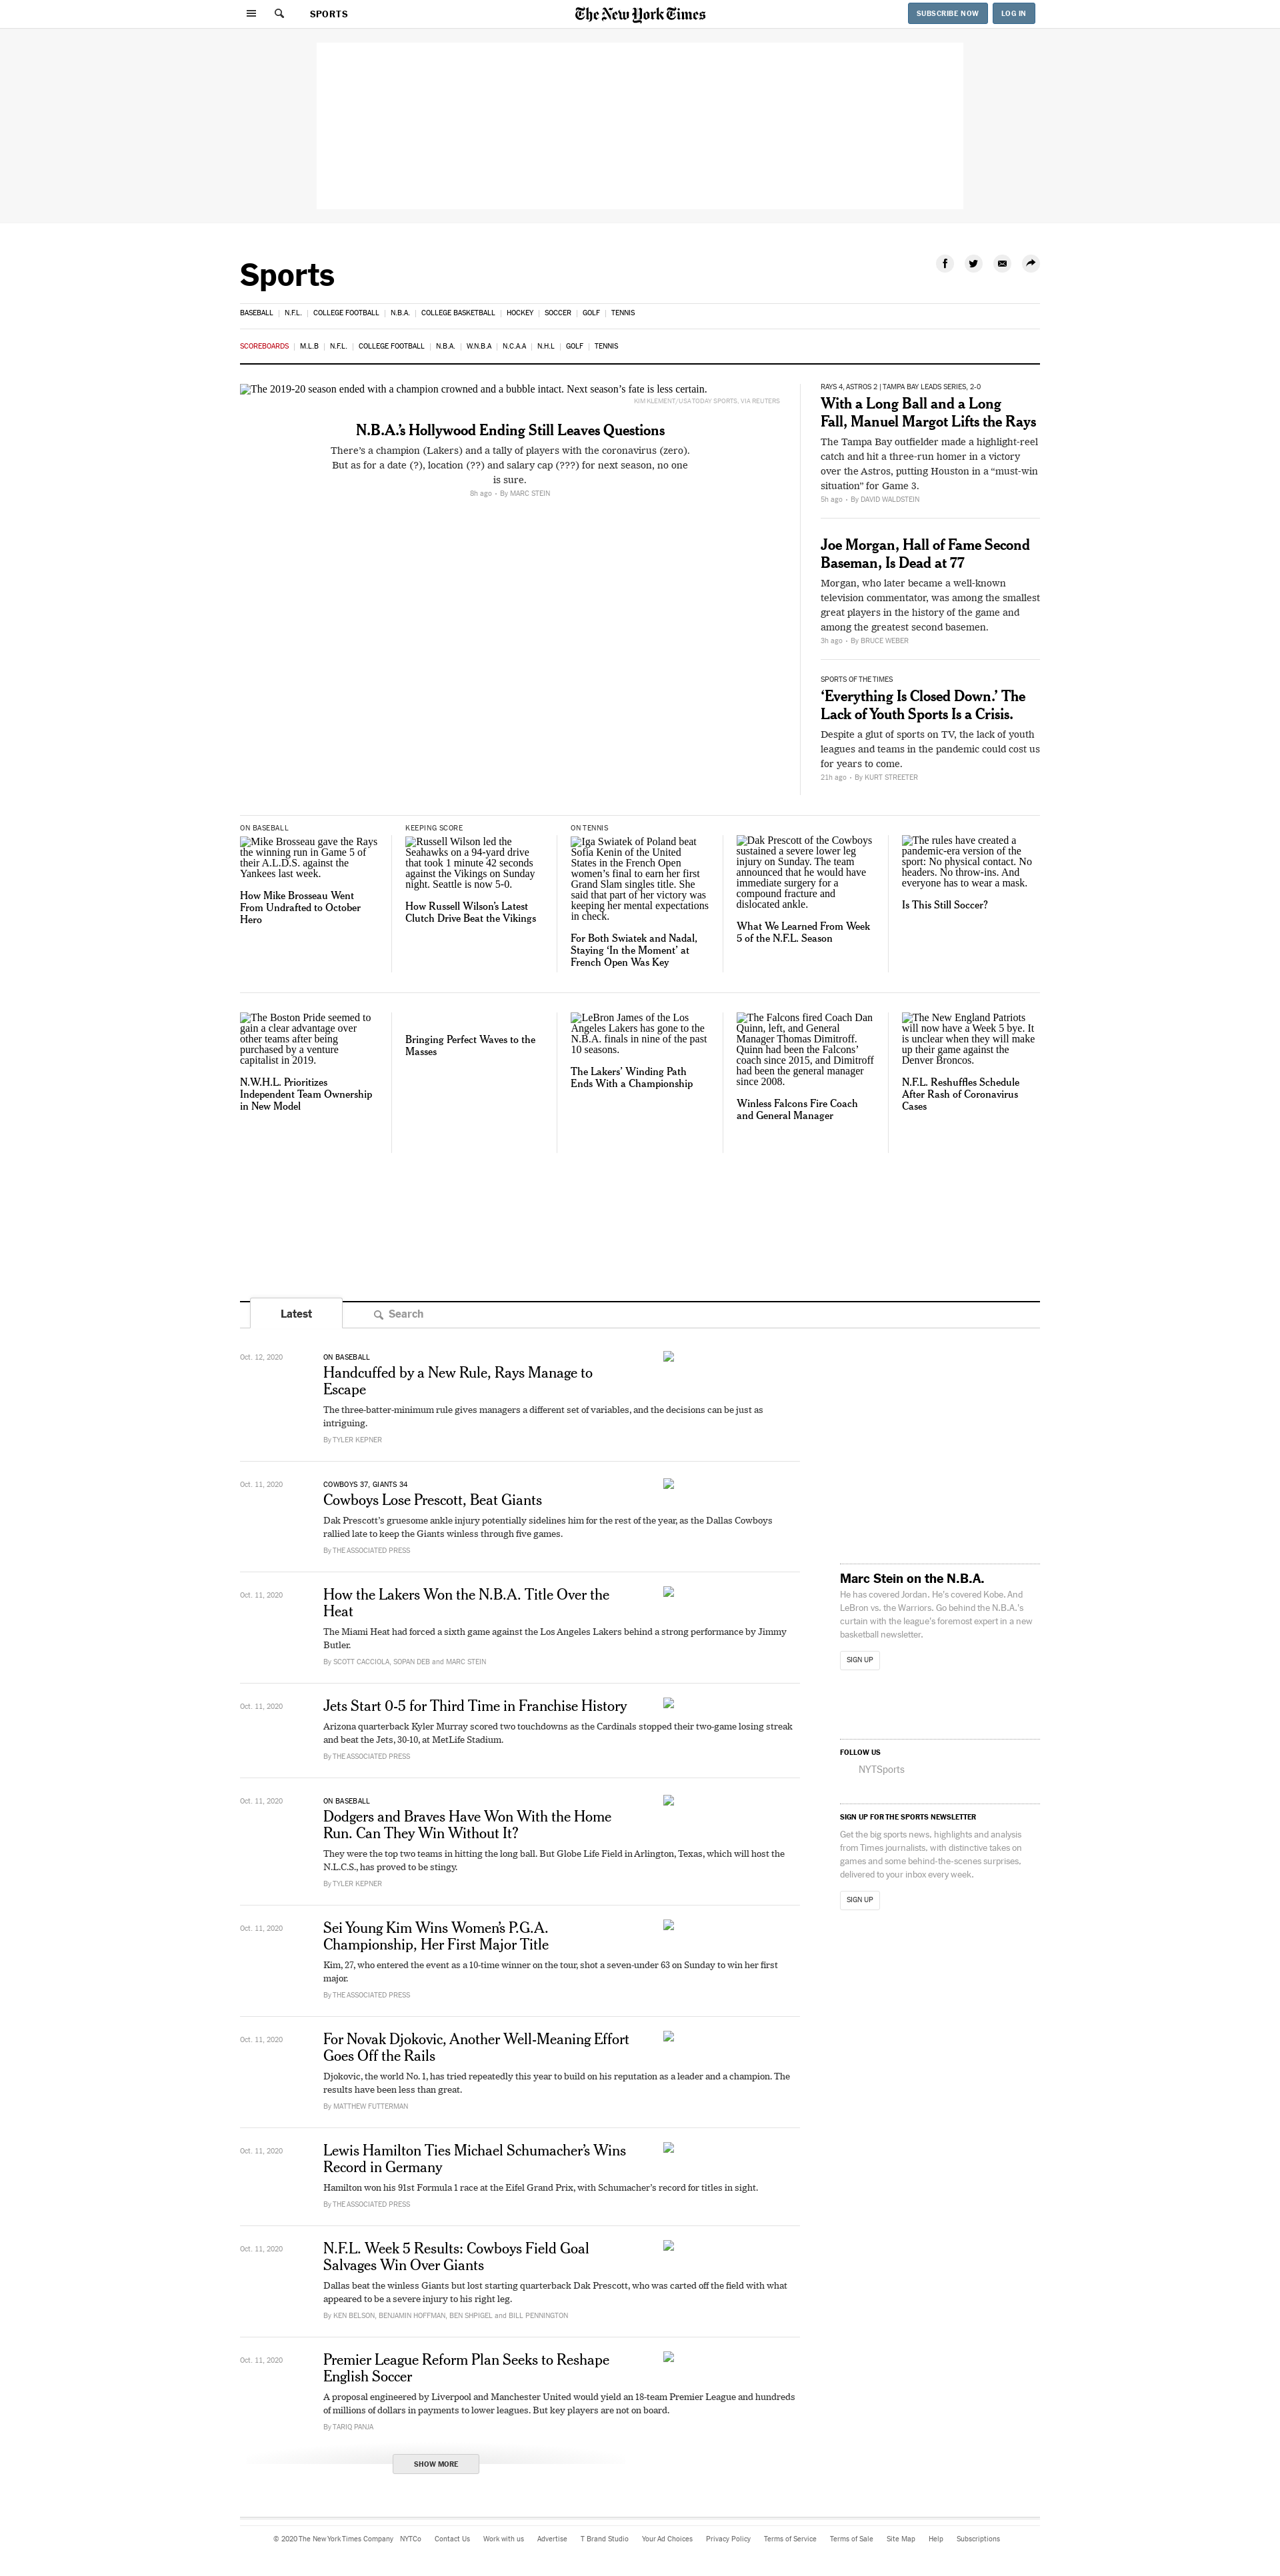 SPORTS
The New York Times
SUBSCRIBE NOW
LOG IN
Sports
BASEBALL | N.F.L. | COLLEGE FOOTBALL | N.B.A. | COLLEGE BASKETBALL | HOCKEY | SOCCER | GOLF | TENNIS
SCOREBOARDS | M.L.B | N.F.L. | COLLEGE FOOTBALL | N.B.A. | W.N.B.A | N.C.A.A | N.H.L | GOLF | TENNIS
The 2019-20 season ended with a champion crowned and a bubble intact. Next season's fate is less certain.
KIM KLEMENT/USA TODAY SPORTS, VIA REUTERS
N.B.A.’s Hollywood Ending Still Leaves Questions
There’s a champion (Lakers) and a tally of players with the coronavirus (zero).
But as for a date (?), location (??) and salary cap (???) for next season, no one
is sure.
8h ago - By MARC STEIN
RAYS 4, ASTROS 2 | TAMPA BAY LEADS SERIES, 2-0
With a Long Ball and a Long
Fall, Manuel Margot Lifts the Rays
The Tampa Bay outfielder made a highlight-reel
catch and hit a three-run homer in a victory
over the Astros, putting Houston in a “must-win
situation” for Game 3.
5h ago - By DAVID WALDSTEIN
Joe Morgan, Hall of Fame Second
Baseman, Is Dead at 77
Morgan, who later became a well-known
television commentator, was among the smallest
great players in the history of the game and
among the greatest second basemen.
3h ago - By BRUCE WEBER
SPORTS OF THE TIMES
‘Everything Is Closed Down.’ The
Lack of Youth Sports Is a Crisis.
Despite a glut of sports on TV, the lack of youth
leagues and teams in the pandemic could cost us
for years to come.
21h ago - By KURT STREETER
ON BASEBALL
Mike Brosseau gave the Rays
the winning run in Game 5 of
their A.L.D.S. against the
Yankees last week.
How Mike Brosseau Went
From Undrafted to October
Hero
KEEPING SCORE
Russell Wilson led the
Seahawks on a 94-yard drive
that took 1 minute 42 seconds
against the Vikings on Sunday
night. Seattle is now 5-0.
How Russell Wilson’s Latest
Clutch Drive Beat the Vikings
ON TENNIS
Iga Swiatek of Poland beat
Sofia Kenin of the United
States in the French Open
women’s final to earn her first
Grand Slam singles title. She
said that part of her victory was
keeping her mental expectations
in check.
For Both Swiatek and Nadal,
Staying ‘In the Moment’ at
French Open Was Key
Dak Prescott of the Cowboys
sustained a severe lower leg
injury on Sunday. The team
announced that he would have
immediate surgery for a
compound fracture and
dislocated ankle.
What We Learned From Week
5 of the N.F.L. Season
The rules have created a
pandemic-era version of the
sport: No physical contact. No
headers. No throw-ins. And
everyone has to wear a mask.
Is This Still Soccer?
The Boston Pride seemed to
gain a clear advantage over
other teams after being
purchased by a venture
capitalist in 2019.
N.W.H.L. Prioritizes
Independent Team Ownership
in New Model
Bringing Perfect Waves to the
Masses
LeBron James of the Los
Angeles Lakers has gone to the
N.B.A. finals in nine of the past
10 seasons.
The Lakers’ Winding Path
Ends With a Championship
The Falcons fired Coach Dan
Quinn, left, and General
Manager Thomas Dimitroff.
Quinn had been the Falcons’
coach since 2015, and Dimitroff
had been the general manager
since 2008.
Winless Falcons Fire Coach
and General Manager
The New England Patriots
will now have a Week 5 bye. It
is unclear when they will make
up their game against the
Denver Broncos.
N.F.L. Reshuffles Schedule
After Rash of Coronavirus
Cases
Latest
Search
Oct. 12, 2020
ON BASEBALL
Handcuffed by a New Rule, Rays Manage to
Escape
The three-batter-minimum rule gives managers a different set of variables, and the decisions can be just as
intriguing.
By TYLER KEPNER
Oct. 11, 2020
COWBOYS 37, GIANTS 34
Cowboys Lose Prescott, Beat Giants
Dak Prescott’s gruesome ankle injury potentially sidelines him for the rest of the year, as the Dallas Cowboys
rallied late to keep the Giants winless through five games.
By THE ASSOCIATED PRESS
Oct. 11, 2020
How the Lakers Won the N.B.A. Title Over the
Heat
The Miami Heat had forced a sixth game against the Los Angeles Lakers behind a strong performance by Jimmy
Butler.
By SCOTT CACCIOLA, SOPAN DEB and MARC STEIN
Oct. 11, 2020
Jets Start 0-5 for Third Time in Franchise History
Arizona quarterback Kyler Murray scored two touchdowns as the Cardinals stopped their two-game losing streak
and beat the Jets, 30-10, at MetLife Stadium.
By THE ASSOCIATED PRESS
Oct. 11, 2020
ON BASEBALL
Dodgers and Braves Have Won With the Home
Run. Can They Win Without It?
They were the top two teams in hitting the long ball. But Globe Life Field in Arlington, Texas, which will host the
N.L.C.S., has proved to be stingy.
By TYLER KEPNER
Oct. 11, 2020
Sei Young Kim Wins Women’s P.G.A.
Championship, Her First Major Title
Kim, 27, who entered the event as a 10-time winner on the tour, shot a seven-under 63 on Sunday to win her first
major.
By THE ASSOCIATED PRESS
Oct. 11, 2020
For Novak Djokovic, Another Well-Meaning Effort
Goes Off the Rails
Djokovic, the world No. 1, has tried repeatedly this year to build on his reputation as a leader and a champion. The
results have been less than great.
By MATTHEW FUTTERMAN
Oct. 11, 2020
Lewis Hamilton Ties Michael Schumacher’s Wins
Record in Germany
Hamilton won his 91st Formula 1 race at the Eifel Grand Prix, with Schumacher’s record for titles in sight.
By THE ASSOCIATED PRESS
Oct. 11, 2020
N.F.L. Week 5 Results: Cowboys Field Goal
Salvages Win Over Giants
Dallas beat the winless Giants but lost starting quarterback Dak Prescott, who was carted off the field with what
appeared to be a severe injury to his right leg.
By KEN BELSON, BENJAMIN HOFFMAN, BEN SHPIGEL and BILL PENNINGTON
Oct. 11, 2020
Premier League Reform Plan Seeks to Reshape
English Soccer
A proposal engineered by Liverpool and Manchester United would yield an 18-team Premier League and hundreds
of millions of dollars in payments to lower leagues. But key players are not on board.
By TARIQ PANJA
SHOW MORE
Marc Stein on the N.B.A.
He has covered Jordan. He’s covered Kobe. And
LeBron vs. the Warriors. Go behind the N.B.A.’s
curtain with the league’s foremost expert in a new
basketball newsletter.
SIGN UP
FOLLOW US
NYTSports
SIGN UP FOR THE SPORTS NEWSLETTER
Get the big sports news, highlights and analysis
from Times journalists, with distinctive takes on
games and some behind-the-scenes surprises,
delivered to your inbox every week.
SIGN UP
© 2020 The New York Times Company NYTCo Contact Us Work with us Advertise T Brand Studio Your Ad Choices Privacy Policy Terms of Service Terms of Sale Site Map Help Subscriptions